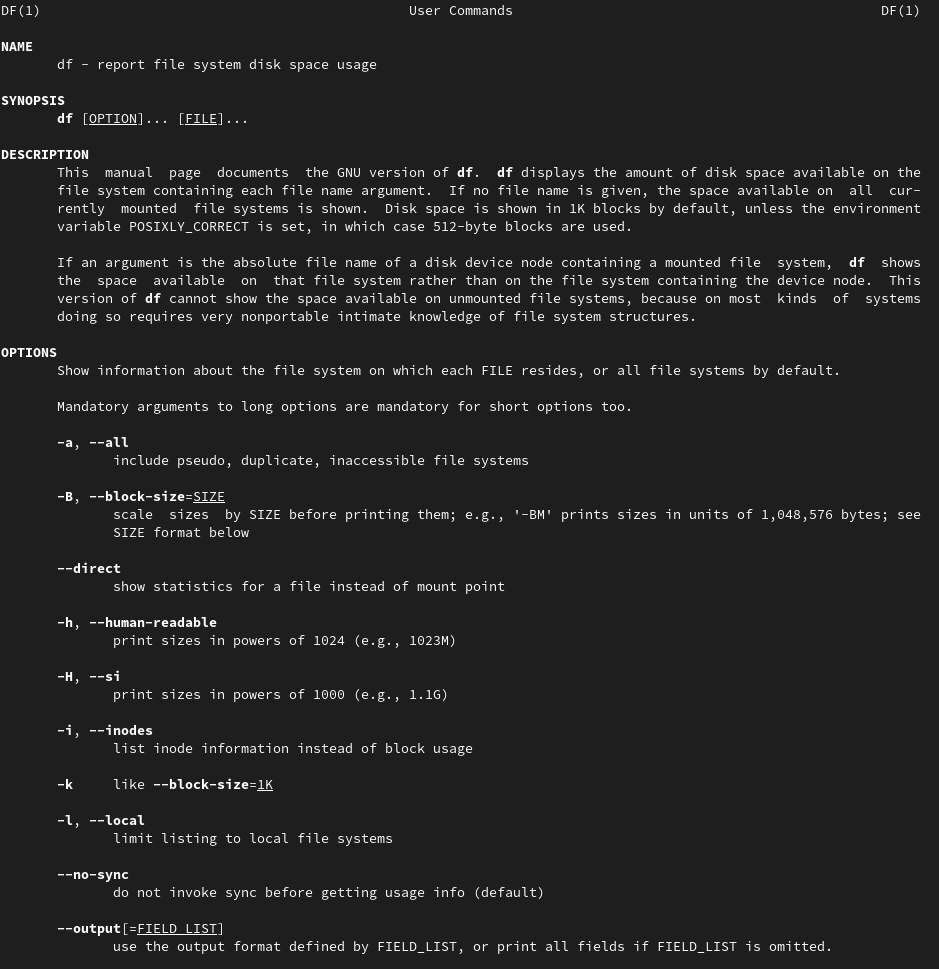 DF(1) User Commands DF(1)
NAME
df - report file system disk space usage
SYNOPSIS
df [OPTION]... [FILE]...
DESCRIPTION
This manual page documents the GNU version of df. df displays the amount of disk space available on the
file system containing each file name argument. If no file name is given, the space available on all cur-
rently mounted file systems is shown. Disk space is shown in 1K blocks by default, unless the environment
variable POSIXLY_CORRECT is set, in which case 512-byte blocks are used.
If an argument is the absolute file name of a disk device node containing a mounted file system, df shows
the space available on that file system rather than on the file system containing the device node. This
version of df cannot show the space available on unmounted file systems, because on most kinds of systems
doing so requires very nonportable intimate knowledge of file system structures.
OPTIONS
Show information about the file system on which each FILE resides, or all file systems by default.
Mandatory arguments to long options are mandatory for short options too.
-a, --all
include pseudo, duplicate, inaccessible file systems
-B, --block-size=SIZE
scale sizes by SIZE before printing them; e.g., '-BM' prints sizes in units of 1,048,576 bytes; see
SIZE format below
--direct
show statistics for a file instead of mount point
-h, --human-readable
print sizes in powers of 1024 (e.g., 1023M)
-H, --si
print sizes in powers of 1000 (e.g., 1.1G)
-i, --inodes
list inode information instead of block usage
-k like --block-size=1K
-l, --local
limit listing to local file systems
--no-sync
do not invoke sync before getting usage info (default)
--output[=FIELD_LIST]
use the output format defined by FIELD_LIST, or print all fields if FIELD_LIST is omitted.